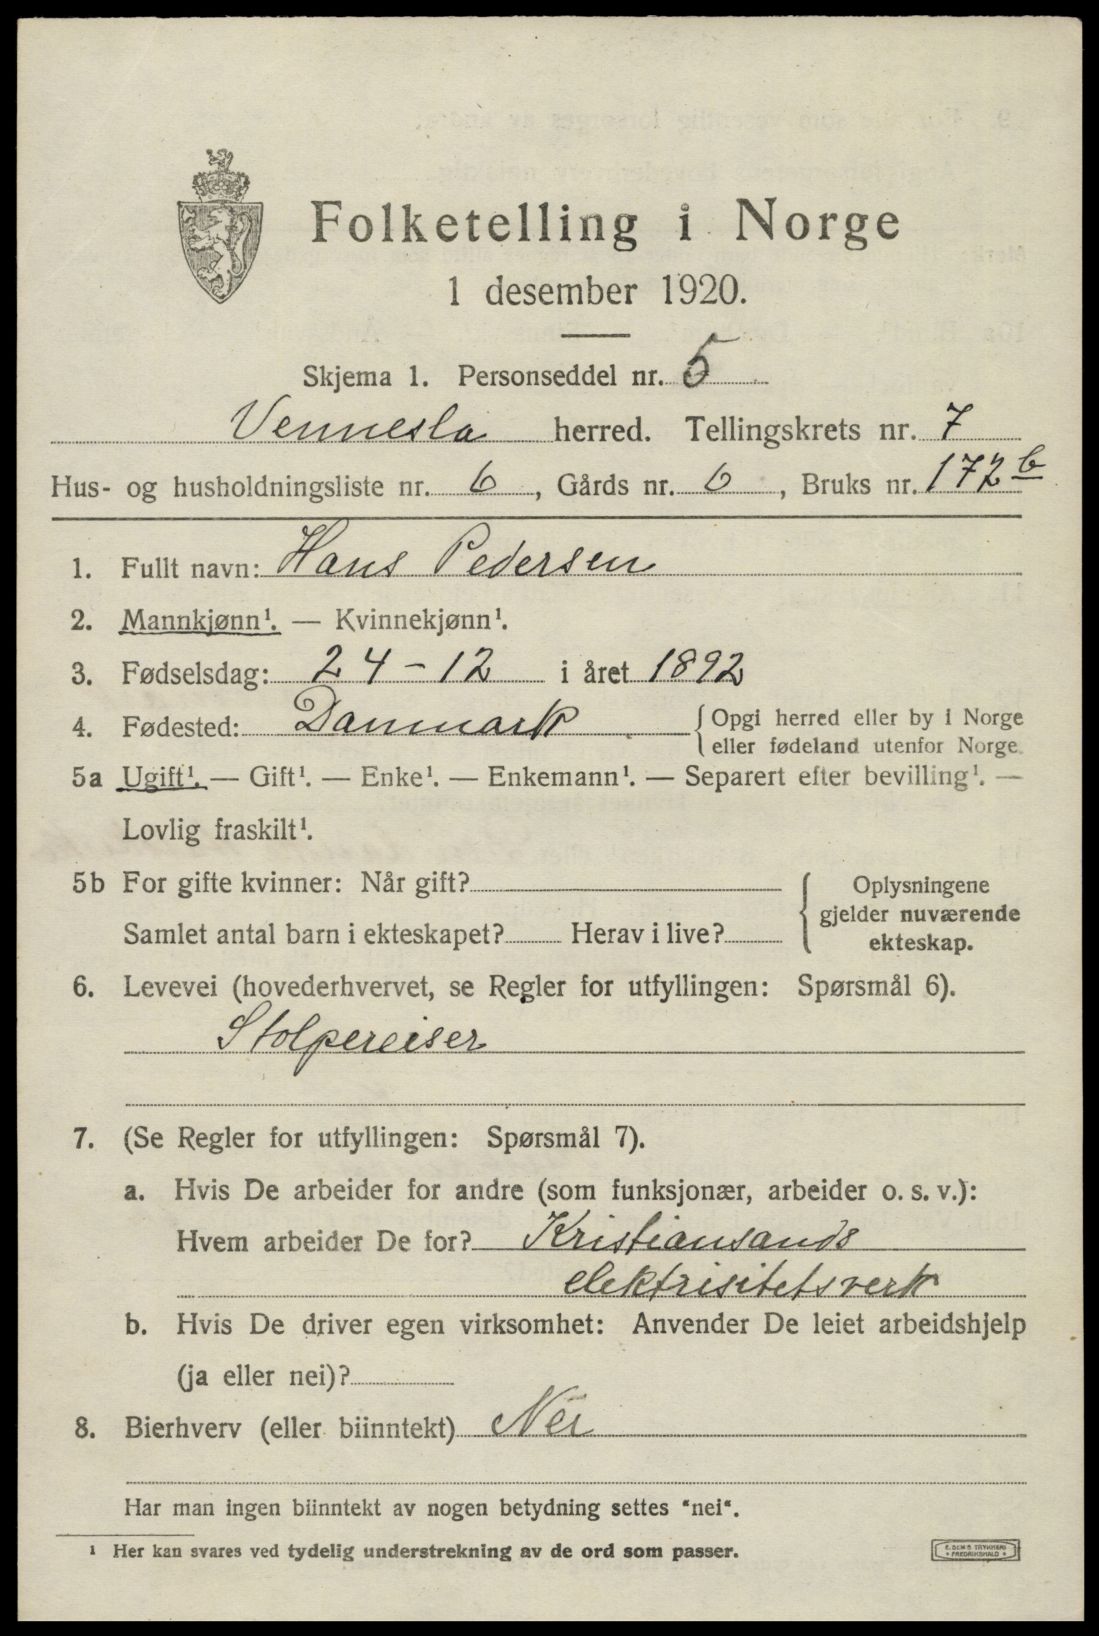 Folketelling i Norge
1 desember 1920.
Skjema 1. Personseddel nr. 5
Vennesla herred. Tellingskrets nr. 7
Hus- og husholdningsliste nr. 6, Gårds nr. 6, Bruks nr. 172 b
1. Fullt navn: Hans Pedersen
2. Mannkjønn¹. — Kvinnekjønn¹.
3. Fødselsdag: 24-12 i året 1892
4. Fødested: Danmark { Opgi herred eller by i Norge
eller fødeland utenfor Norge
5a Ugift¹. — Gift¹. — Enke¹. — Enkemann¹. — Separert efter bevilling¹. —
Lovlig fraskilt¹.
5b For gifte kvinner: Når gift?
Samlet antal barn i ekteskapet? Herav i live?
{ Oplysningene
gjelder nuværende
ekteskap.
6. Levevei (hovederhvervet, se Regler for utfyllingen: Spørsmål 6).
Stolpereiser
7. (Se Regler for utfyllingen: Spørsmål 7).
a. Hvis De arbeider for andre (som funksjonær, arbeider o. s. v.):
Hvem arbeider De for? Kristiansands
elektrisitetsverk
b. Hvis De driver egen virksomhet: Anvender De leiet arbeidshjelp
(ja eller nei)?
8. Bierhverv (eller biinntekt) Nei
Har man ingen biinntekt av nogen betydning settes "nei".
¹ Her kan svares ved tydelig understrekning av de ord som passer.